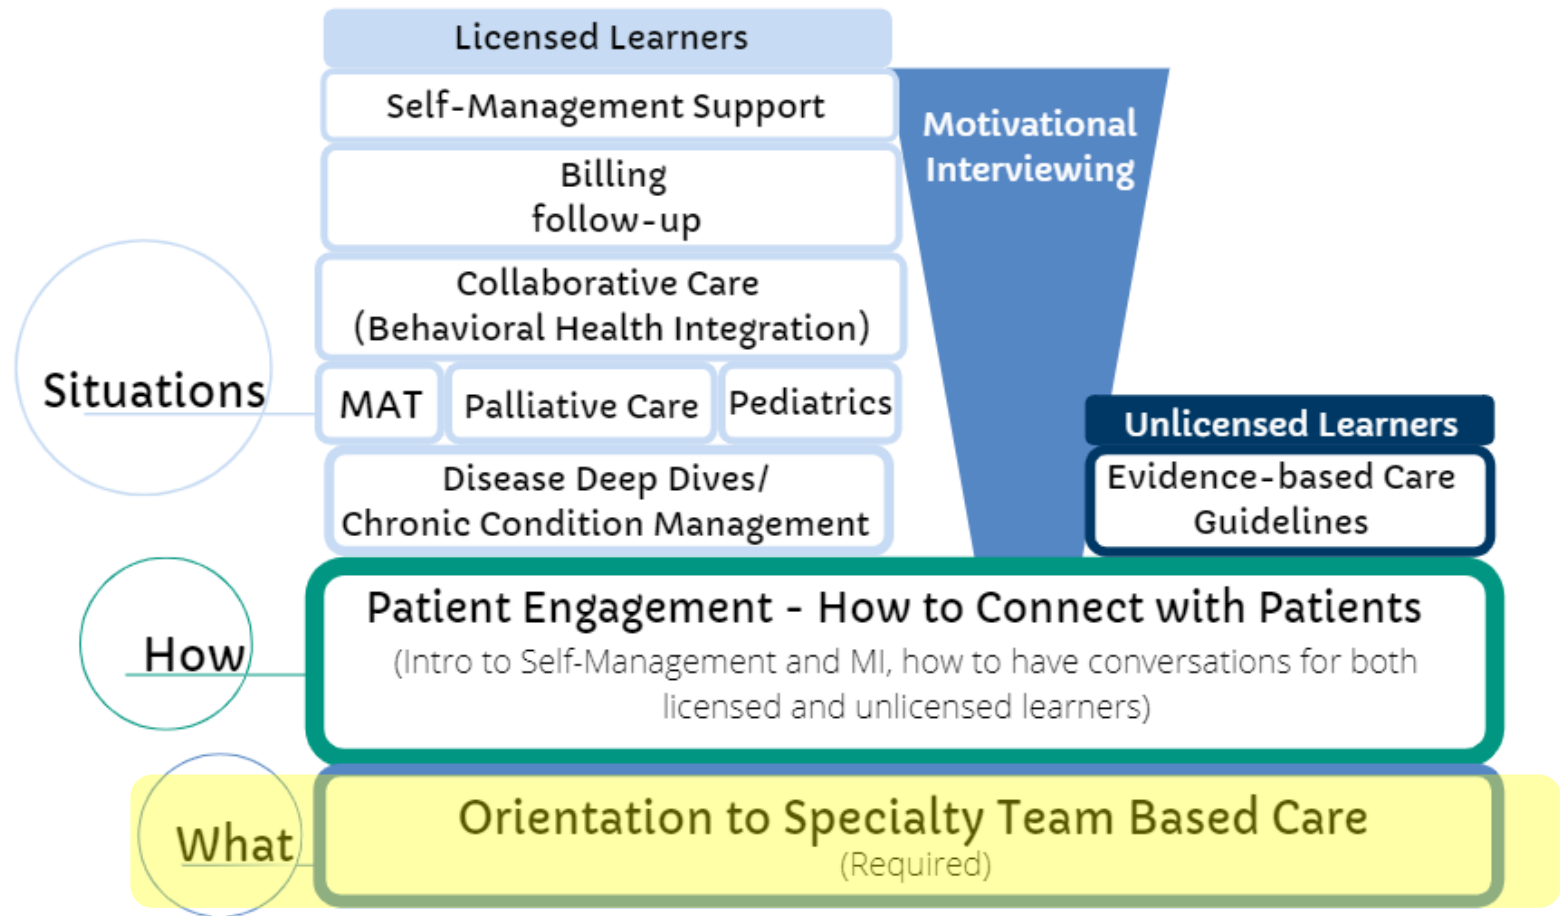 Licensed Learners
Self-Management Support
Billing
follow-up
Collaborative Care
(Behavioral Health Integration)
MAT
Palliative Care
Pediatrics
Disease Deep Dives/
Chronic Condition Management
Motivational
Interviewing
Unlicensed Learners
Evidence-based Care
Guidelines
Situations
How
Patient Engagement - How to Connect with Patients
(Intro to Self-Management and MI, how to have conversations for both
licensed and unlicensed learners)
What
Orientation to Specialty Team Based Care
(Required)